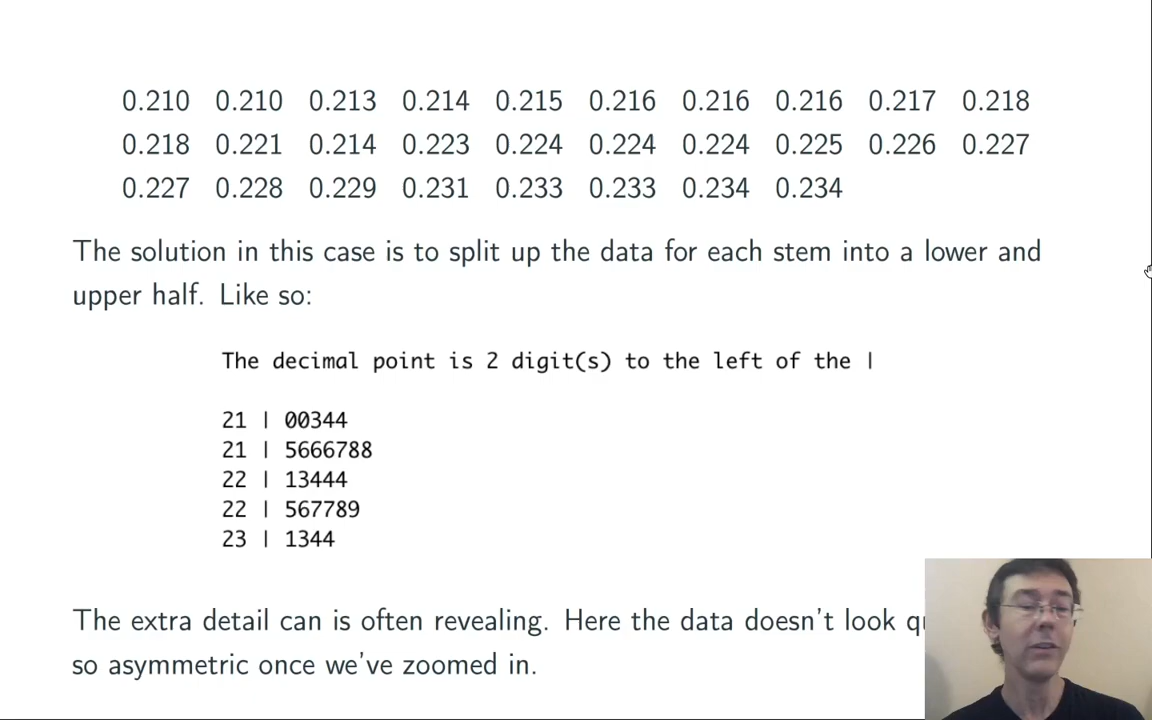 0.210 0.210 0.213 0.214 0.215 0.216 0.216 0.216 0.217 0.218
0.218 0.221 0.214 0.223 0.224 0.224 0.224 0.225 0.226 0.227
0.227 0.228 0.229 0.231 0.233 0.233 0.234 0.234
The solution in this case is to split up the data for each stem into a lower and
upper half. Like so:
The decimal point is 2 digit(s) to the left of the |
21 | 00344
21 | 5666788
22 | 13444
22 | 567789
23 | 1344
The extra detail can is often revealing. Here the data doesn't look
so asymmetric once we've zoomed in.